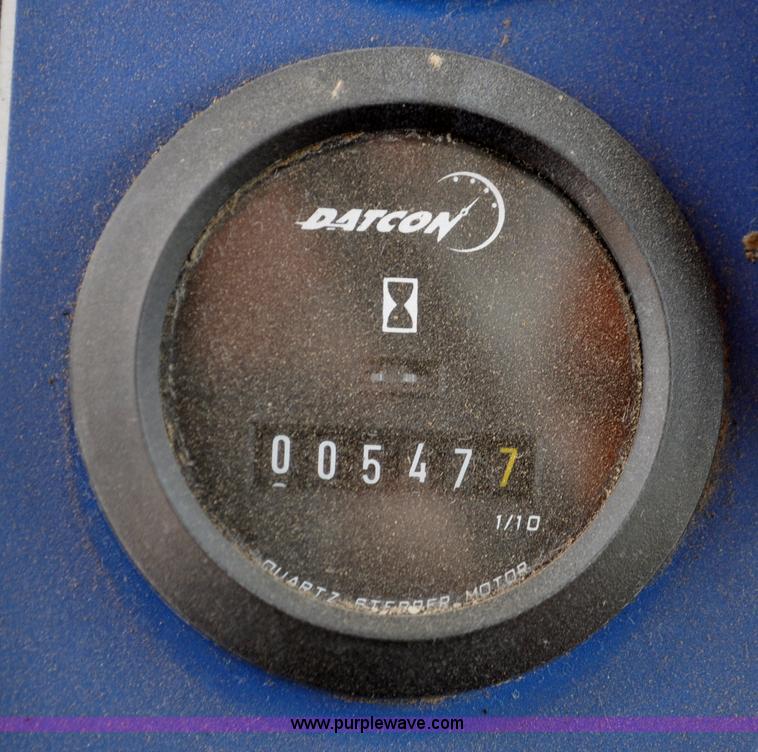 DATCON
005477
1/10
QUARTZ STEPPER MOTOR
www.purplewave.com